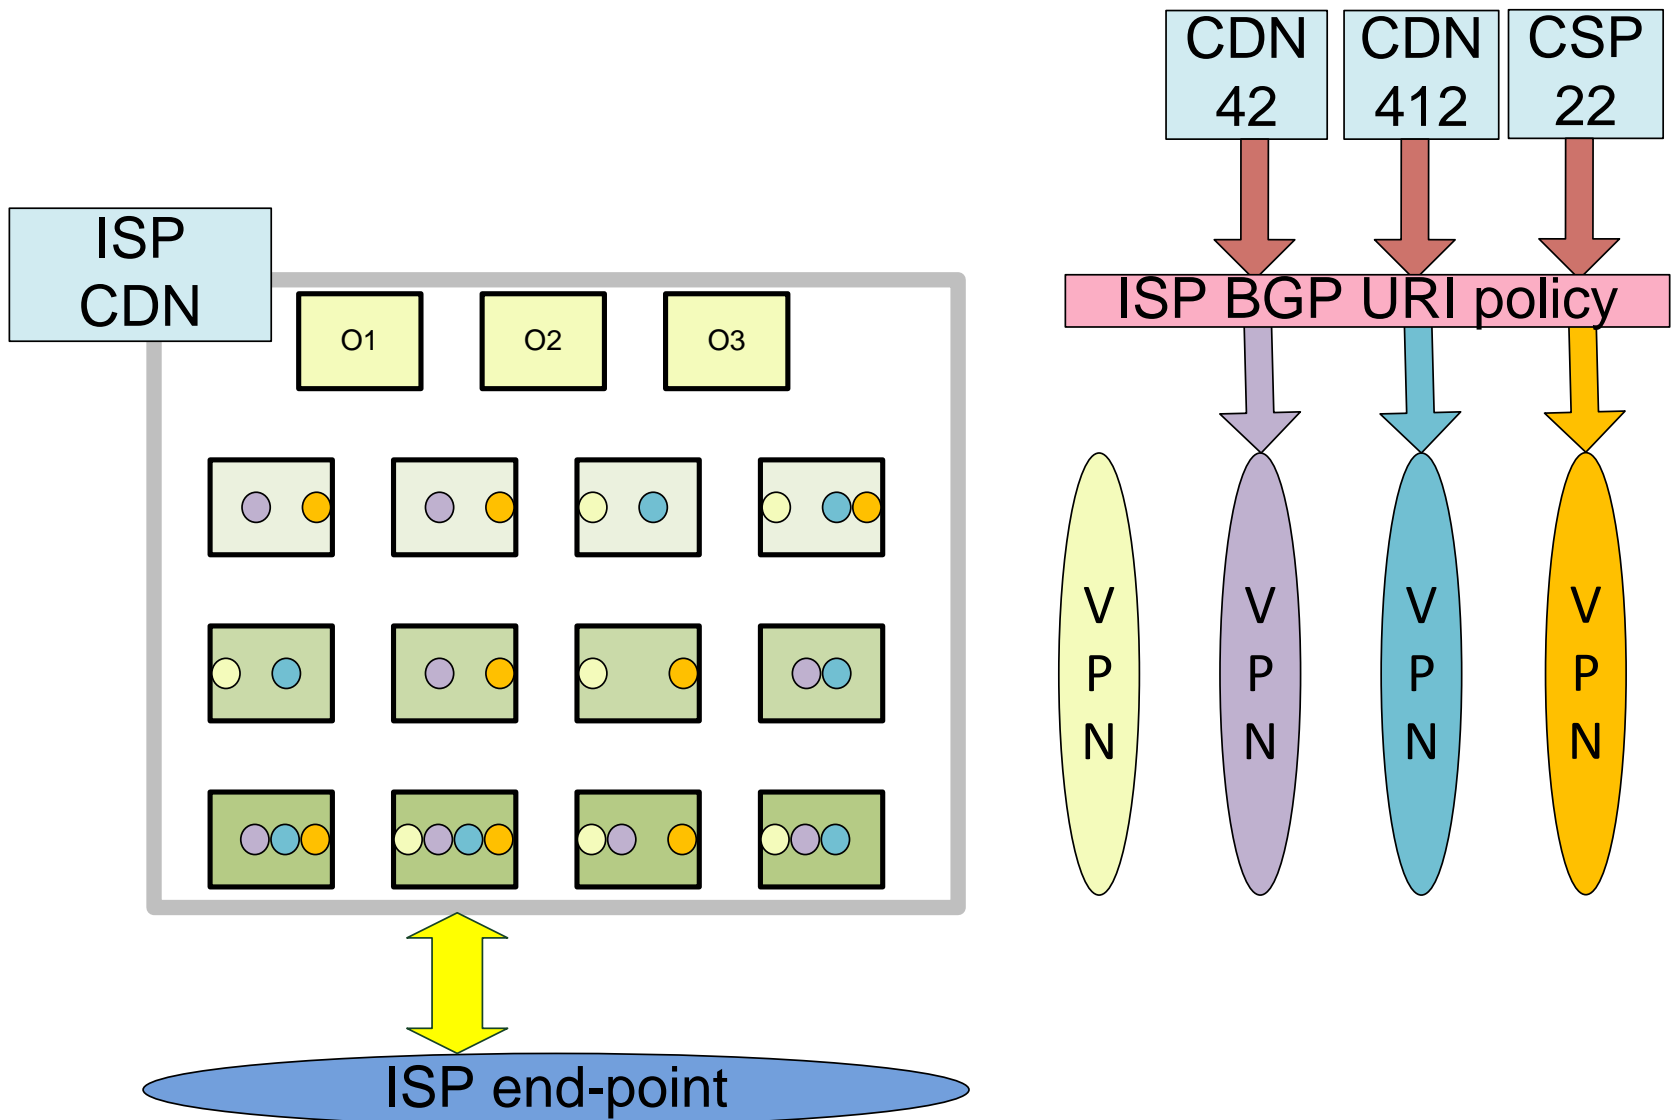 CDN
42
CDN
412
CSP
22
ISP
CDN
ISP BGP URI policy
O1
O2
O3
V
P
N
V
P
N
V
P
N
V
P
N
ISP end-point